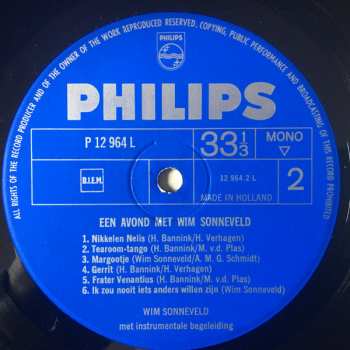 ALL RIGHTS OF THE RECORD PRODUCER AND OF THE OWNER OF THE WORK REPRODUCED RESERVED. COPYING, PUBLIC PERFORMANCE AND BROADCASTING OF THIS RECORD PROHIBITED
PHILIPS
PHILIPS
P 12 964 L
33 1/3
MONO
B.I.E.M.
12 964.2 L
2
MADE IN HOLLAND
EEN AVOND MET WIM SONNEVELD
1. Nikkelen Nelis (H. Bannink/H. Verhagen)
2. Tearoom-tango (H. Bannink/M. v.d. Plas)
3. Margootje (Wim Sonneveld/A. M. G. Schmidt)
4. Gerrit (H. Bannink/H. Verhagen)
5. Frater Venantius (H. Bannink/M. v.d. Plas)
6. Ik zou nooit iets anders willen zijn (Wim Sonneveld)
WIM SONNEVELD
met instrumentale begeleiding